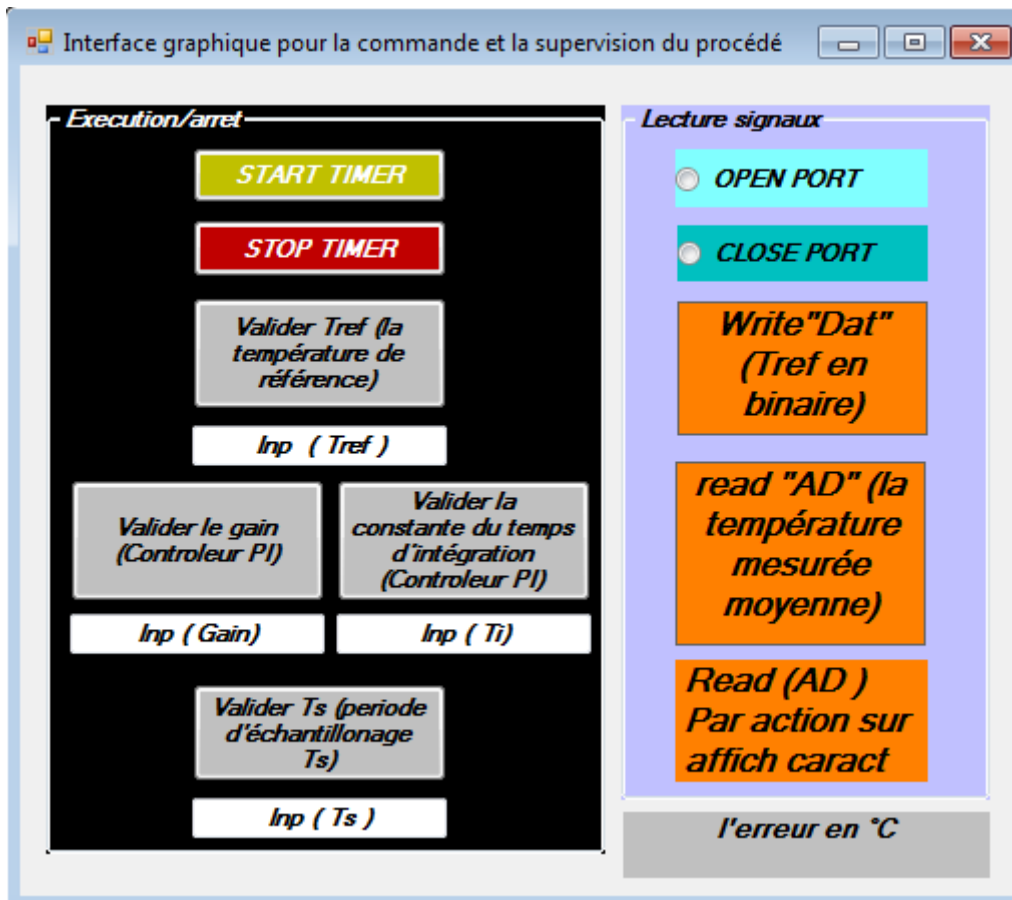 Interface graphique pour la commande et la supervision du procédé
Execution/arret
START TIMER
STOP TIMER
Valider Tref (la
température de
référence)
Inp ( Tref )
Valider le gain
(Controleur PI)
Valider la
constante du temps
d'intégration
(Controleur PI)
Inp ( Gain)
Inp ( Ti)
Valider Ts (periode
d'échantillonage
Ts)
Inp ( Ts )
Lecture signaux
OPEN PORT
CLOSE PORT
Write"Dat"
(Tref en
binaire)
read "AD" (la
température
mesurée
moyenne)
Read (AD )
Par action sur
affich caract
l'erreur en °C